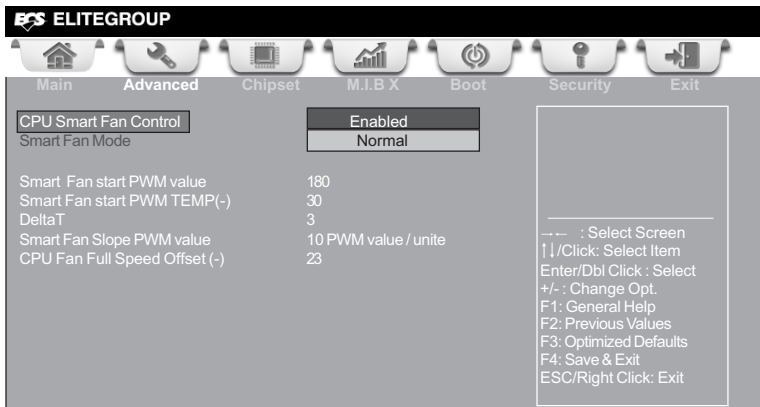 ECS ELITEGROUP
Main Advanced Chipset M.I.B X Boot Security Exit
CPU Smart Fan Control Enabled
Smart Fan Mode Normal
Smart Fan start PWM value 180
Smart Fan start PWM TEMP(-) 30
DeltaT 3
Smart Fan Slope PWM value 10 PWM value / unite
CPU Fan Full Speed Offset (-) 23
→← : Select Screen
↑↓/Click: Select Item
Enter/Dbl Click : Select
+/- : Change Opt.
F1: General Help
F2: Previous Values
F3: Optimized Defaults
F4: Save & Exit
ESC/Right Click: Exit